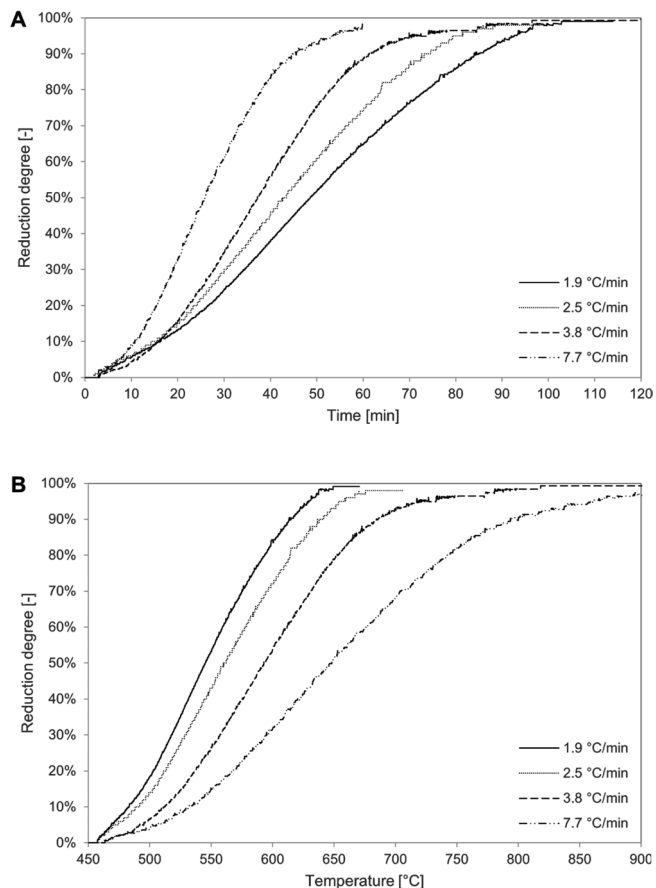 A
100%
90%
80%
70%
60%
50%
40%
30%
20%
10%
0%
Reduction degree [-]
1.9 °C/min
2.5 °C/min
3.8 °C/min
7.7 °C/min
0 10 20 30 40 50 60 70 80 90 100 110 120
Time [min]
B
100%
90%
80%
70%
60%
50%
40%
30%
20%
10%
0%
Reduction degree [-]
1.9 °C/min
2.5 °C/min
3.8 °C/min
7.7 °C/min
450 500 550 600 650 700 750 800 850 900
Temperature [°C]